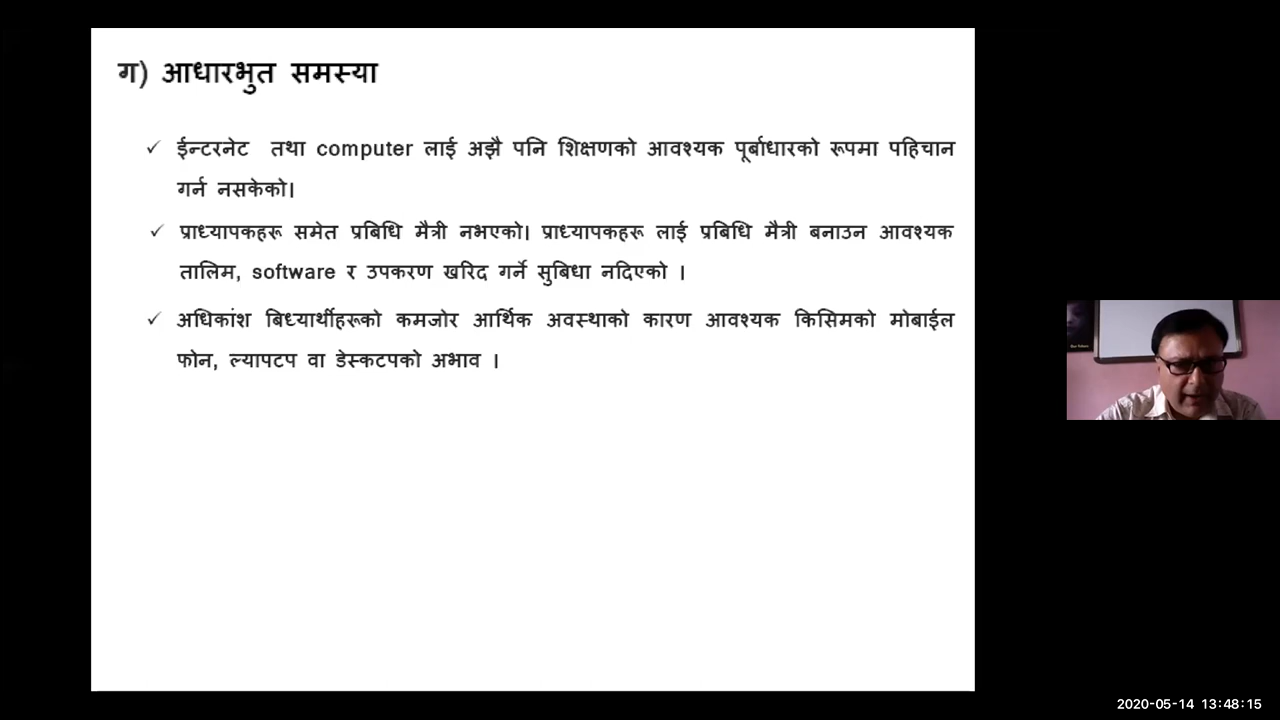 ग) आधारभुत समस्या
✓ ईन्टरनेट तथा computer लाई अझै पनि शिक्षणको आवश्यक पूर्बाधारको रूपमा पहिचान
गर्न नसकेको।
✓ प्राध्यापकहरू समेत प्रबिधि मैत्री नभएको। प्राध्यापकहरू लाई प्रबिधि मैत्री बनाउन आवश्यक
तालिम, software र उपकरण खरिद गर्ने सुबिधा नदिएको ।
✓ अधिकांश बिध्यार्थीहरूको कमजोर आर्थिक अवस्थाको कारण आवश्यक किसिमको मोबाईल
फोन, ल्यापटप वा डेस्कटपको अभाव ।
2020-05-14 13:48:15